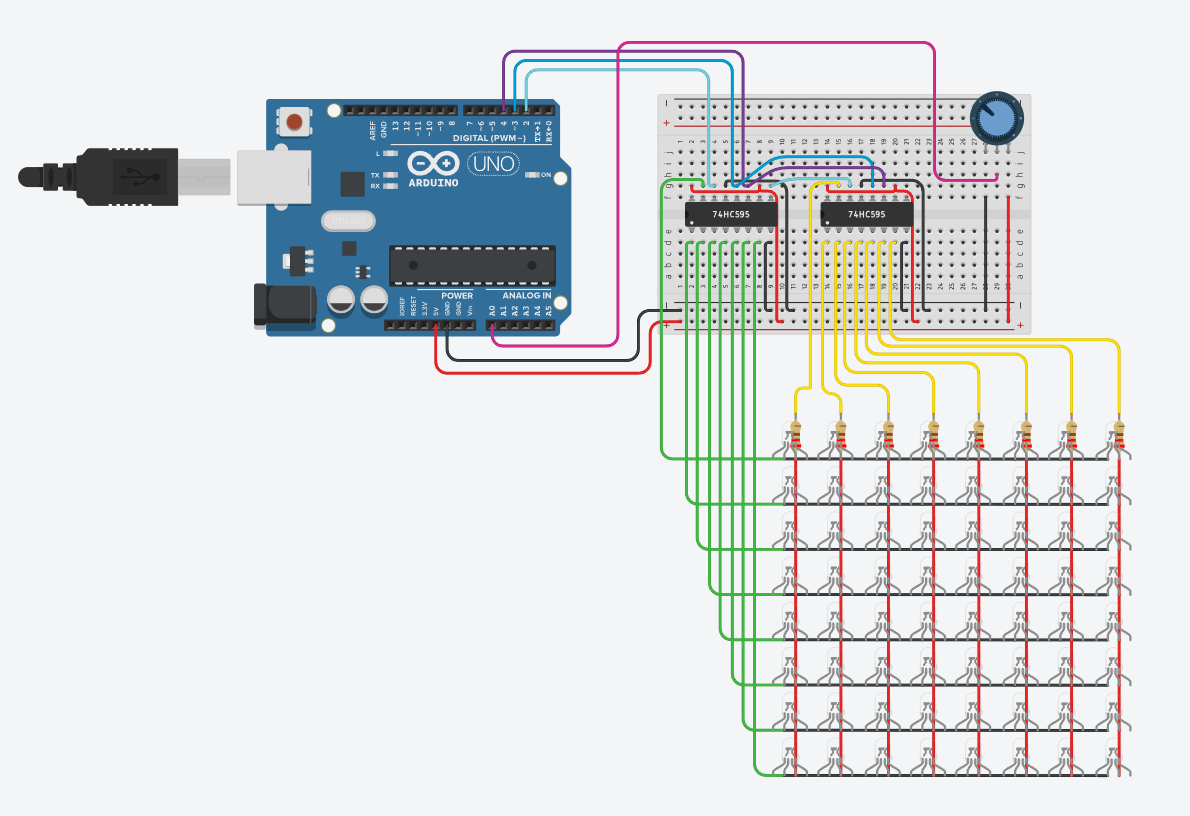 AREF
GND
13
12
~11
~10
~9
8
7
~6
~5
4
~3
2
TX→1
RX←0
DIGITAL (PWM~)
L
TX
RX
UNO
ARDUINO
ON
POWER
ANALOG IN
IOREF
RESET
3.3V
5V
GND
GND
Vin
A0
A1
A2
A3
A4
A5
74HC595
74HC595
j
i
h
g
f
e
d
c
b
a